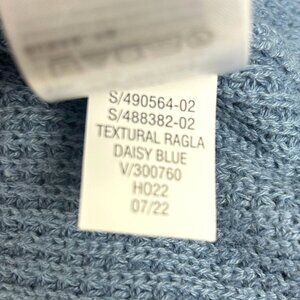 S/490564-02
S/488382-02
TEXTURAL RAGLA
DAISY BLUE
V/300760
HO22
07/22